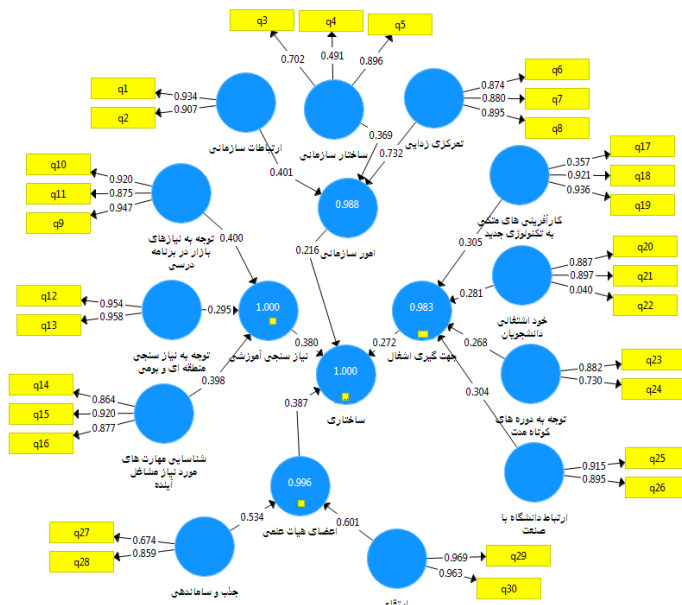 q3
q4
q5
0.702
0.491
0.896
q1
q2
0.934
0.907
ارتباطات سازمانی
ساختار سازمانی
تمرکزی زدایی
0.874
0.880
0.895
q6
q7
q8
0.401
0.369
0.732
q10
q11
q9
0.920
0.875
0.947
توجه به نیازهای
بازار در برنامه
درسی
0.400
0.988
امور سازمانی
0.216
0.357
0.921
0.936
q17
q18
q19
کارآفرینی های متکی
به تکنولوژی جدید
0.305
0.887
0.897
0.040
q20
q21
q22
خود اشتغالی
دانشجویان
0.281
q12
q13
0.954
0.958
0.295
توجه به نیاز سنجی
منطقه ای و بومی
1.000
نیاز سنجی آموزشی
0.380
0.983
جهت گیری اشغال
0.272
0.268
0.882
0.730
q23
q24
توجه به دوره های
کوتاه مدت
0.304
q14
q15
q16
0.864
0.920
0.877
0.398
شناسایی مهارت های
مورد نیاز مشاغل
آینده
1.000
ساختاری
0.387
0.915
0.895
q25
q26
ارتباط دانشگاه با
صنعت
0.996
اعضای هیات علمی
q27
q28
0.674
0.859
0.534
جذب و ساماندهی
0.601
0.969
0.963
q29
q30
ارتقاء